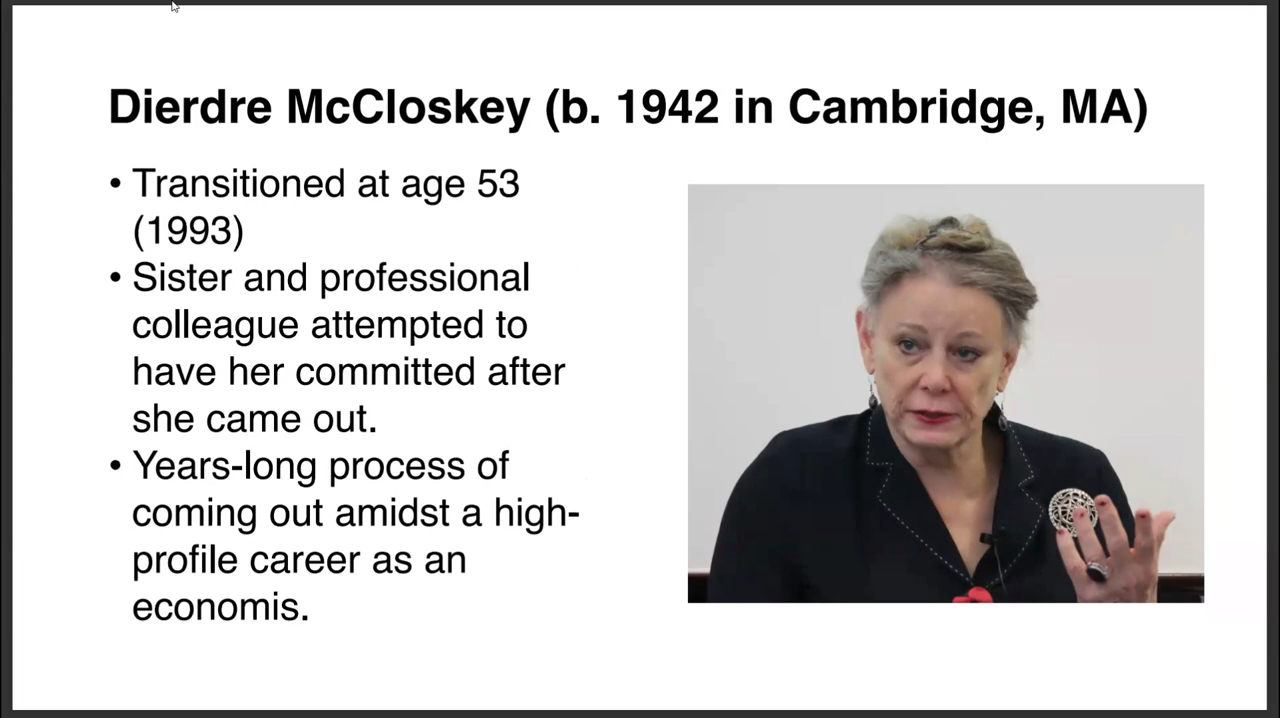 Dierdre McCloskey (b. 1942 in Cambridge, MA)
• Transitioned at age 53
(1993)
• Sister and professional
colleague attempted to
have her committed after
she came out.
• Years-long process of
coming out amidst a high-
profile career as an
economis.